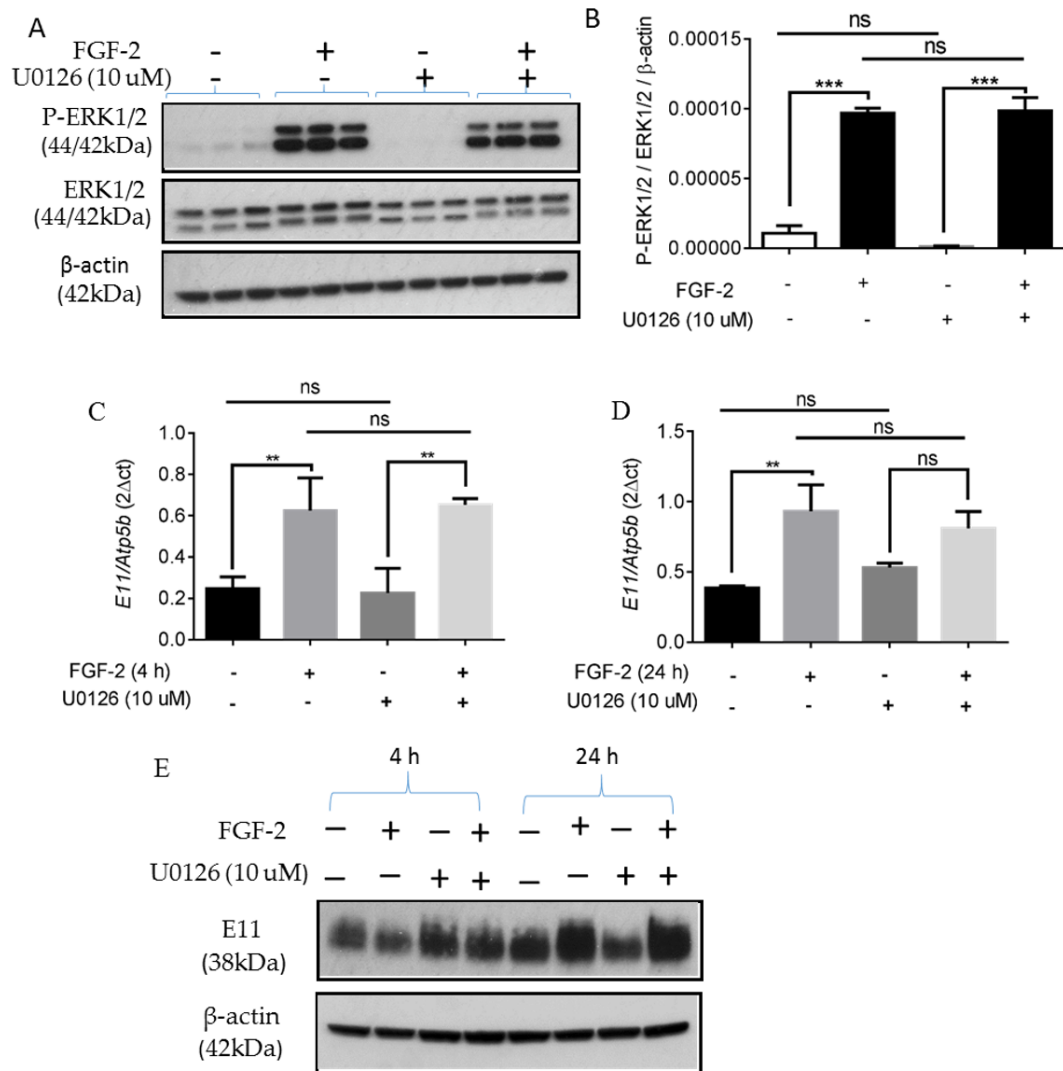 A
FGF-2 - + - +
U0126 (10 uM) - - + +
P-ERK1/2
(44/42kDa)
ERK1/2
(44/42kDa)
β-actin
(42kDa)
B
ns
ns
*** ***
P-ERK1/2 / ERK1/2 / β-actin
0.00015
0.00010
0.00005
0.00000
FGF-2 - + - +
U0126 (10 uM) - - + +
C
ns
ns
** **
E11/Atp5b (2Δct)
1.0
0.8
0.6
0.4
0.2
0.0
FGF-2 (4 h) - + - +
U0126 (10 uM) - - + +
D
ns
ns
** ns
E11/Atp5b (2Δct)
1.5
1.0
0.5
0.0
FGF-2 (24 h) - + - +
U0126 (10 uM) - - + +
E
4 h 24 h
FGF-2 – + – + – + – +
U0126 (10 uM) – – + + – – + +
E11
(38kDa)
β-actin
(42kDa)